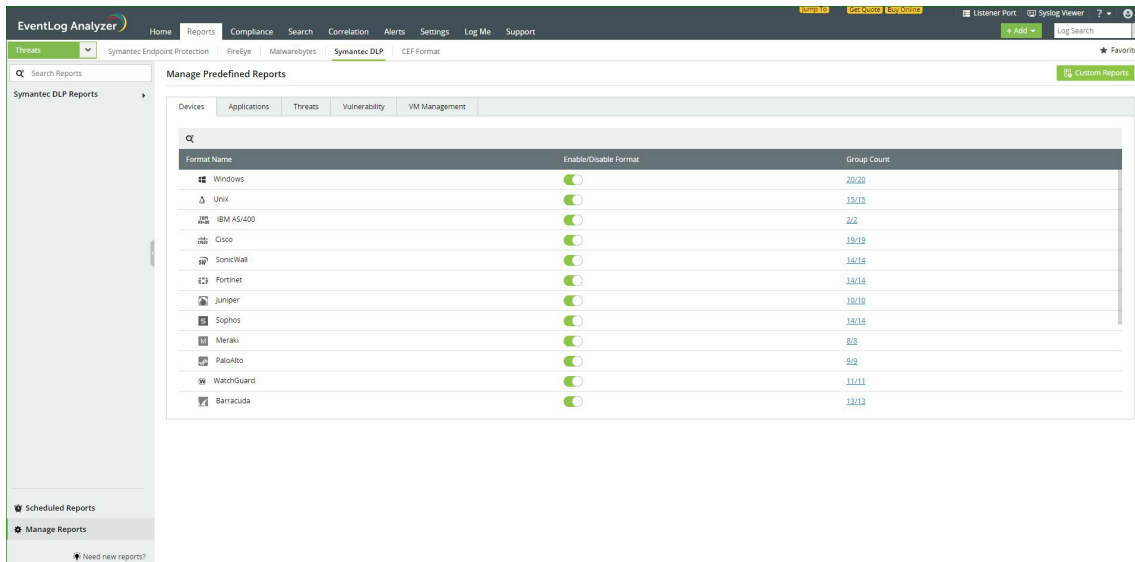 Jump To Get Quote Buy Online Listener Port Syslog Viewer ?
EventLog Analyzer Home Reports Compliance Search Correlation Alerts Settings Log Me Support + Add Log Search
Threats Symantec Endpoint Protection FireEye Malwarebytes Symantec DLP CEF Format Favorit
Search Reports Manage Predefined Reports Custom Reports
Symantec DLP Reports
Devices Applications Threats Vulnerability VM Management
Format Name Enable/Disable Format Group Count
Windows 20/20
Unix 15/15
IBM AS/400 2/2
CISCO Cisco 19/19
SW SonicWall 14/14
Fortinet 14/14
Juniper 10/10
S Sophos 14/14
M Meraki 8/8
PaloAlto 9/9
W WatchGuard 11/11
Barracuda 13/13
Scheduled Reports
Manage Reports
Need new reports?